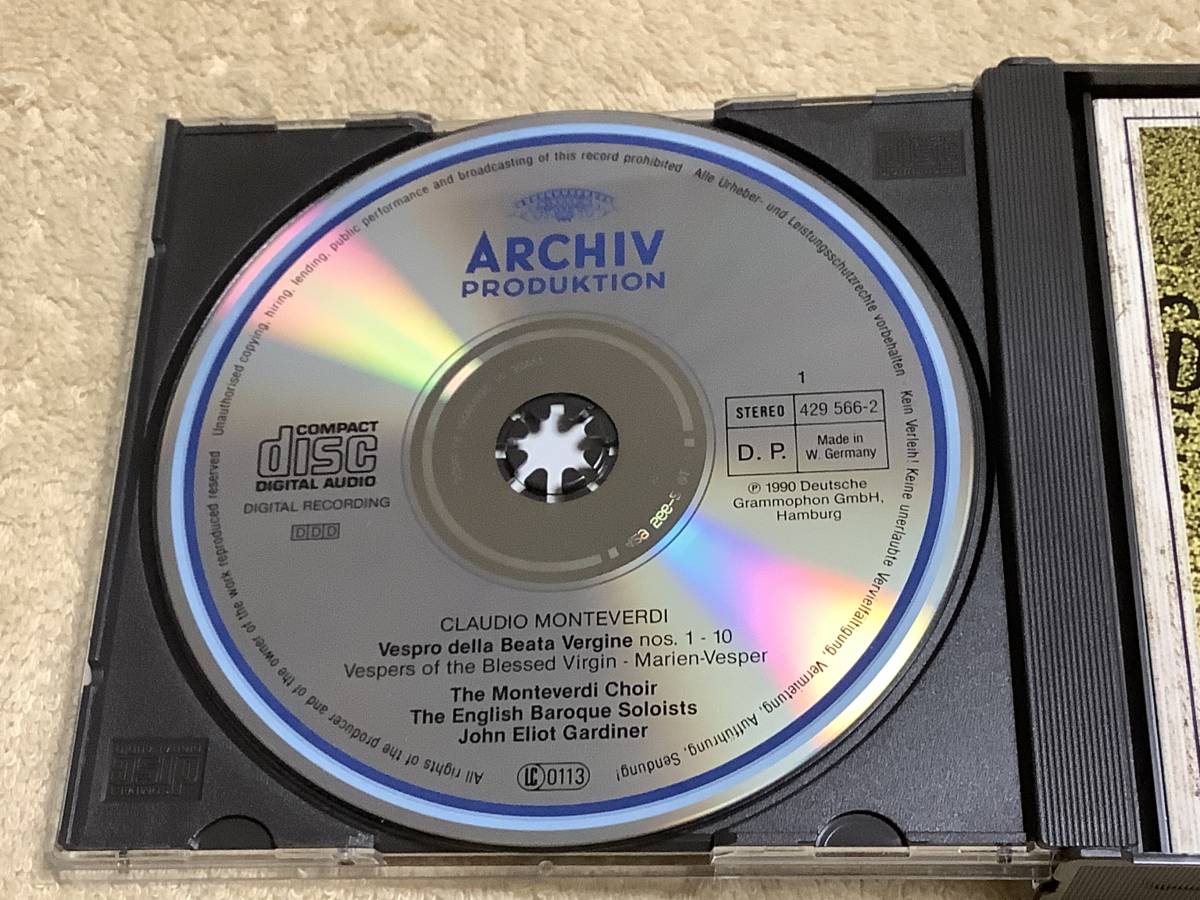 Unauthorised copying, hiring, lending, public performance and broadcasting of this record prohibited
Alle Urheber- und Leistungsschutzrechte vorbehalten - Kein Verleih! Keine unerlaubte Vervielfältigung, Vermietung, Aufführung, Sendung!
All rights of the producer and of the owner of the work reproduced reserved
ARCHIV
PRODUKTION
COMPACT
disc
DIGITAL AUDIO
DIGITAL RECORDING
DDD
1
STEREO 429 566-2
D. P. Made in
W. Germany
℗ 1990 Deutsche
Grammophon GmbH,
Hamburg
CLAUDIO MONTEVERDI
Vespro della Beata Vergine nos. 1 - 10
Vespers of the Blessed Virgin - Marien-Vesper
The Monteverdi Choir
The English Baroque Soloists
John Eliot Gardiner
LC 0113